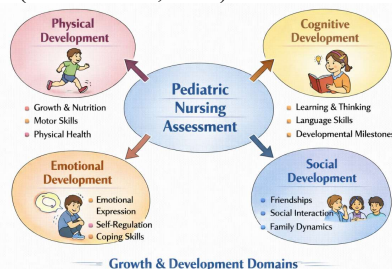 Physical
Development
Growth & Nutrition
Motor Skills
Physical Health
Cognitive
Development
Learning & Thinking
Language Skills
Developmental Milestones
Pediatric
Nursing
Assessment
Emotional
Development
Emotional
Expression
Self-Regulation
Coping Skills
Social
Development
Friendships
Social Interaction
Family Dynamics
Growth & Development Domains